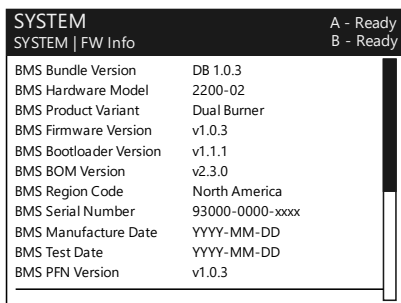 SYSTEM
A - Ready
SYSTEM | FW Info
B - Ready
BMS Bundle Version DB 1.0.3
BMS Hardware Model 2200-02
BMS Product Variant Dual Burner
BMS Firmware Version v1.0.3
BMS Bootloader Version v1.1.1
BMS BOM Version v2.3.0
BMS Region Code North America
BMS Serial Number 93000-0000-xxxx
BMS Manufacture Date YYYY-MM-DD
BMS Test Date YYYY-MM-DD
BMS PFN Version v1.0.3